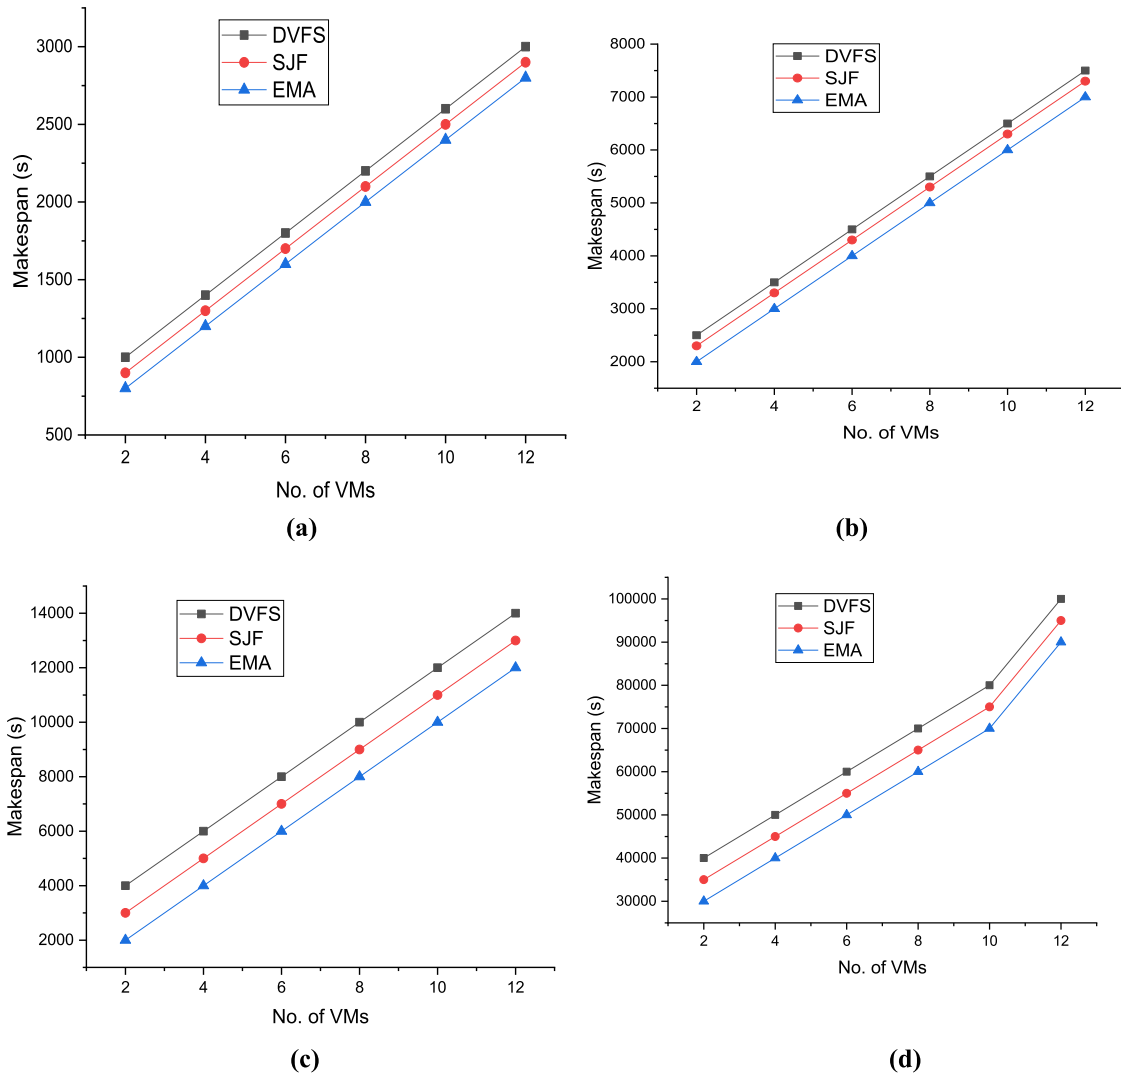 DVFS
SJF
EMA
3000
2500
2000
1500
1000
500
Makespan (s)
2 4 6 8 10 12
No. of VMs
(a)
DVFS
SJF
EMA
8000
7000
6000
5000
4000
3000
2000
Makespan (s)
2 4 6 8 10 12
No. of VMs
(b)
DVFS
SJF
EMA
14000
12000
10000
8000
6000
4000
2000
Makespan (s)
2 4 6 8 10 12
No. of VMs
(c)
DVFS
SJF
EMA
100000
90000
80000
70000
60000
50000
40000
30000
Makespan (s)
2 4 6 8 10 12
No. of VMs
(d)